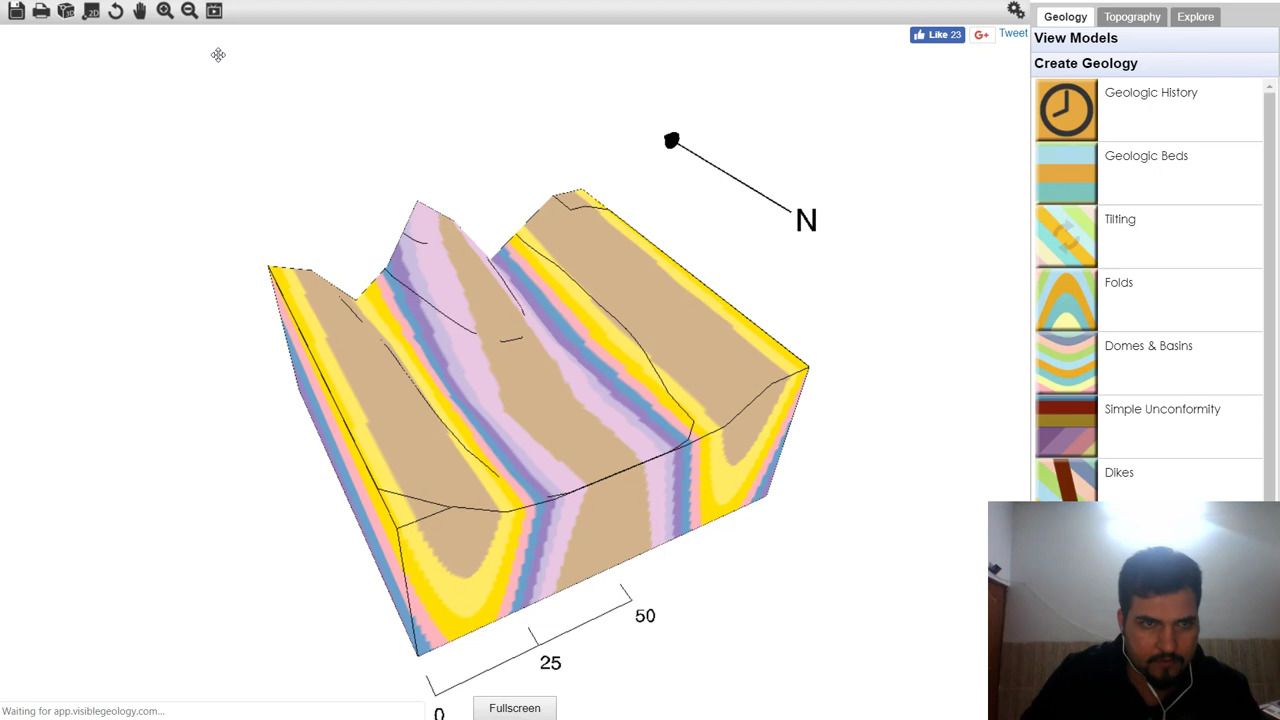 Geology Topography Explore
Like 23 G+ Tweet
View Models
Create Geology
Geologic History
Geologic Beds
Tilting
Folds
Domes & Basins
Simple Unconformity
Dikes
N
50
25
0
Waiting for app.visiblegeology.com...
Fullscreen